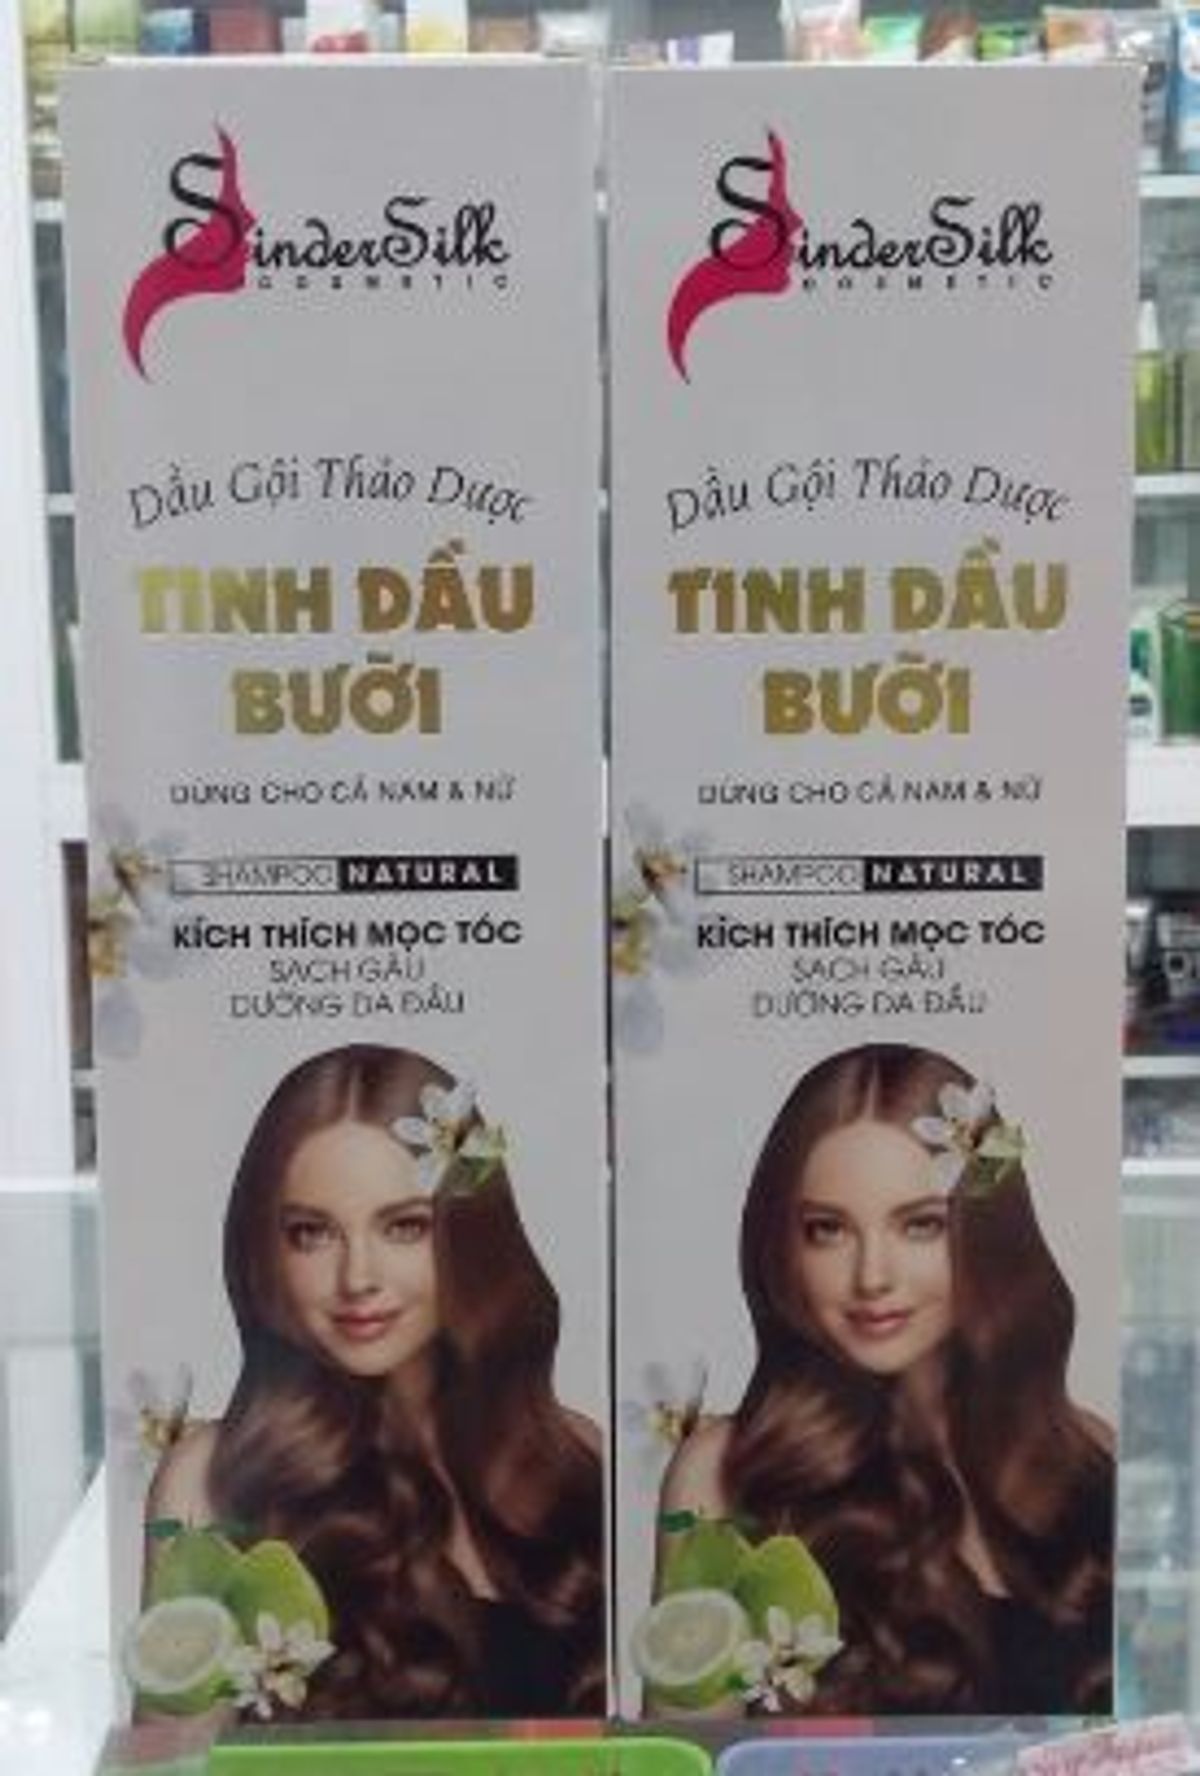 SinderSilk
COSMETIC
Dầu Gội Thảo Dược
TINH DẦU
BƯỞI
DÙNG CHO CẢ NAM & NỮ
SHAMPOO NATURAL
KÍCH THÍCH MỌC TÓC
SẠCH GÀU
DƯỠNG DA ĐẦU
SinderSilk
COSMETIC
Dầu Gội Thảo Dược
TINH DẦU
BƯỞI
DÙNG CHO CẢ NAM & NỮ
SHAMPOO NATURAL
KÍCH THÍCH MỌC TÓC
SẠCH GÀU
DƯỠNG DA ĐẦU